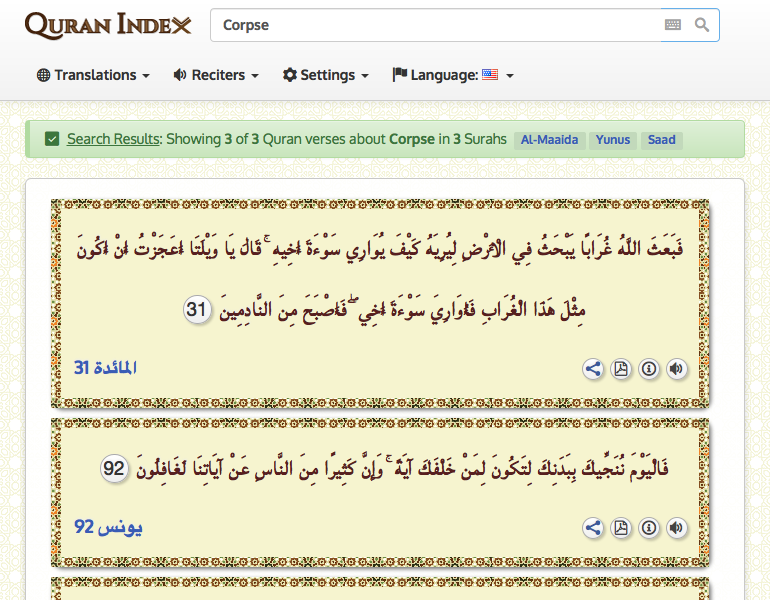 QURAN INDEX
Corpse
Translations
Reciters
Settings
Language:
Search Results: Showing 3 of 3 Quran verses about Corpse in 3 Surahs Al-Maaida Yunus Saad
فَبَعَثَ اللَّهُ غُرَابًا يَبْحَثُ فِي الْأَرْضِ لِيُرِيَهُ كَيْفَ يُوَارِي سَوْءَةَ أَخِيهِ ۚ قَالَ يَا وَيْلَتَا أَعَجَزْتُ أَنْ أَكُونَ
مِثْلَ هَٰذَا الْغُرَابِ فَأُوَارِيَ سَوْءَةَ أَخِي ۖ فَأَصْبَحَ مِنَ النَّادِمِينَ 31
المائدة 31
فَالْيَوْمَ نُنَجِّيكَ بِبَدَنِكَ لِتَكُونَ لِمَنْ خَلْفَكَ آيَةً ۚ وَإِنَّ كَثِيرًا مِنَ النَّاسِ عَنْ آيَاتِنَا لَغَافِلُونَ 92
يونس 92